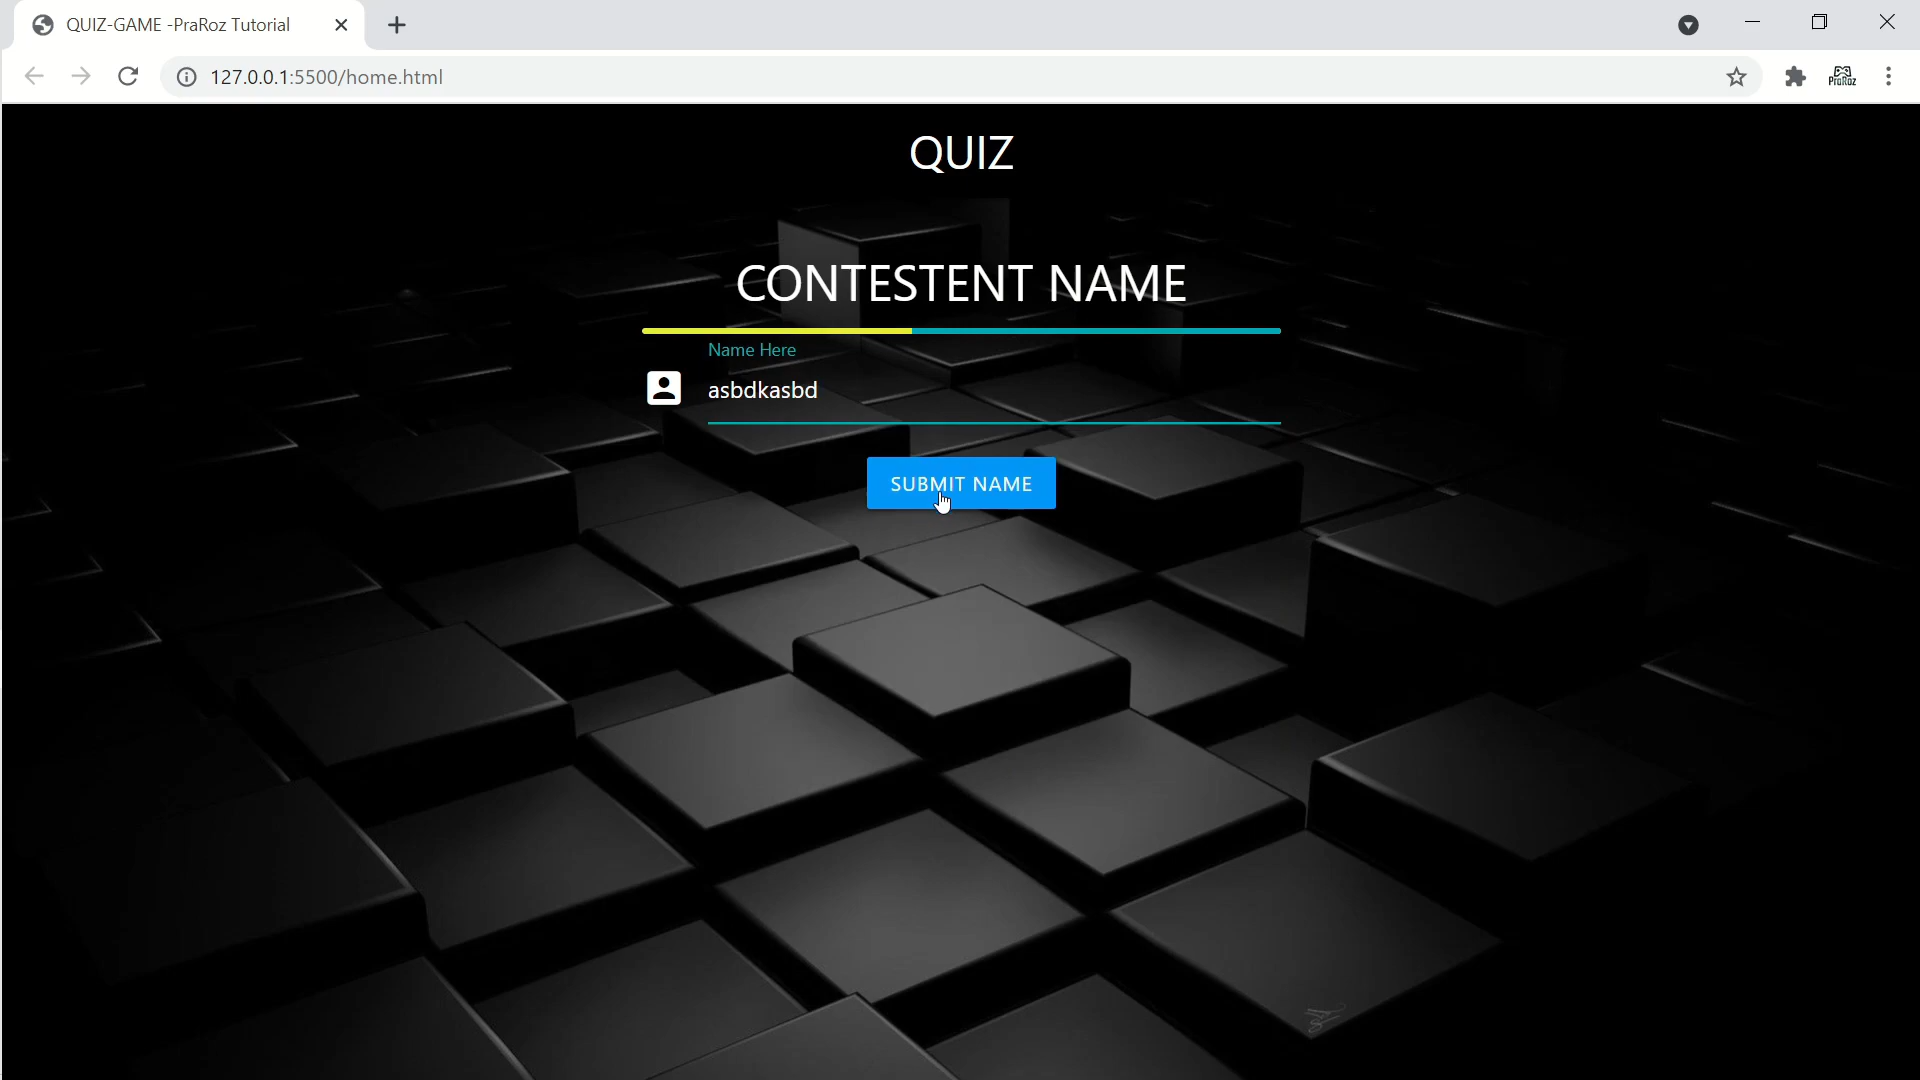 QUIZ-GAME -PraRoz Tutorial
127.0.0.1:5500/home.html
ProRoz
QUIZ
CONTESTENT NAME
Name Here
asbdkasbd
SUBMIT NAME